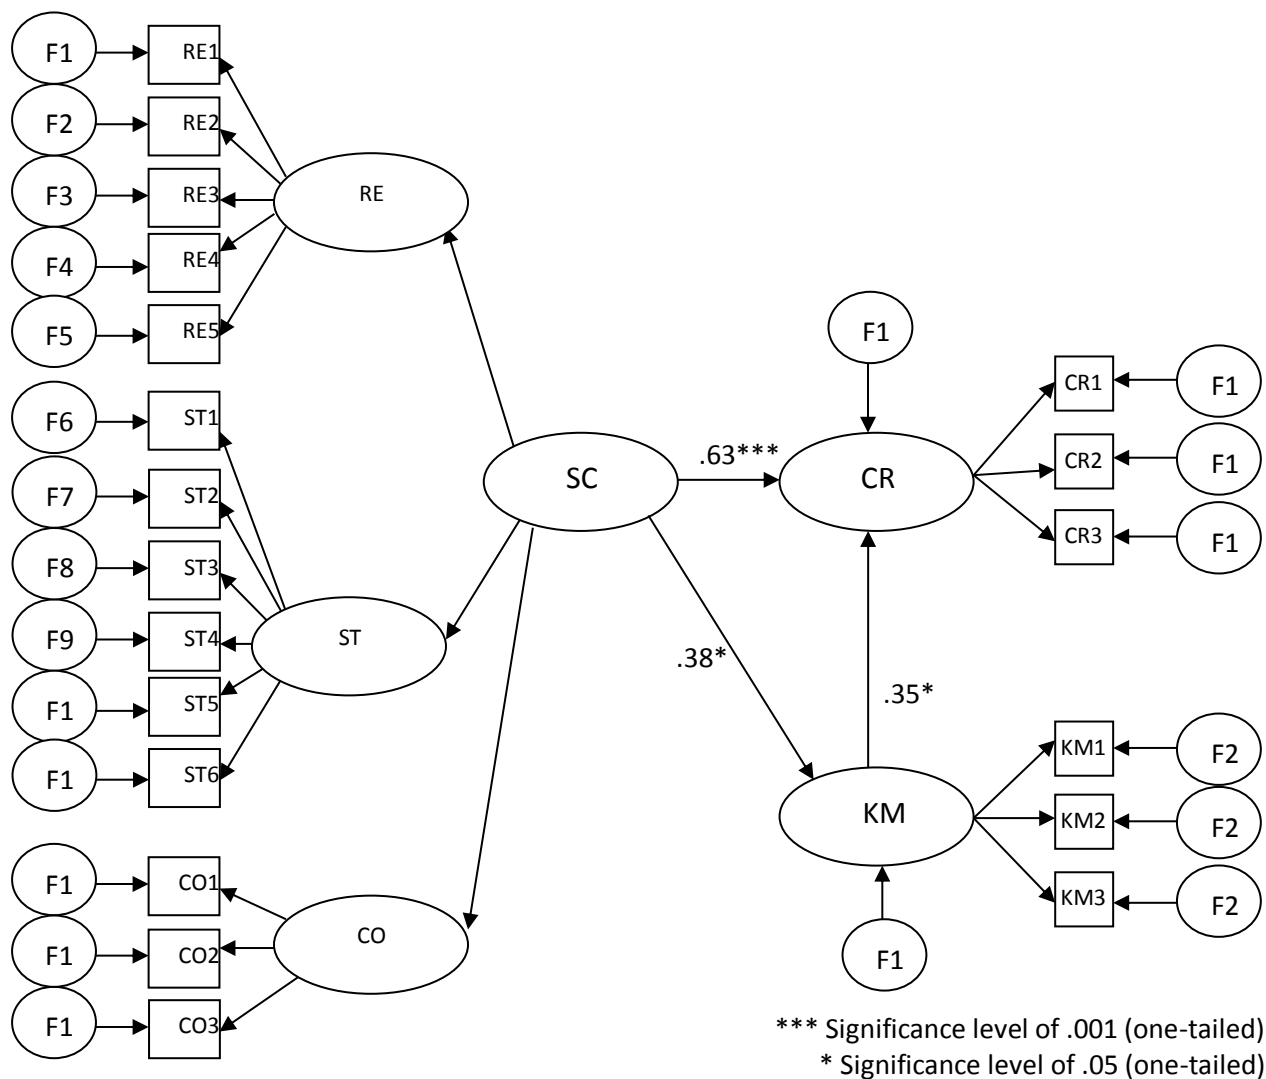 F1
RE1
F2
RE2
F3
RE3
F4
RE4
F5
RE5
RE
F6
ST1
F7
ST2
F8
ST3
F9
ST4
F1
ST5
F1
ST6
ST
F1
CO1
F1
CO2
F1
CO3
CO
SC
.63***
.38*
.35*
F1
CR
CR1
F1
CR2
F1
CR3
F1
KM
F1
KM1
F2
KM2
F2
KM3
F2
*** Significance level of .001 (one-tailed)
* Significance level of .05 (one-tailed)